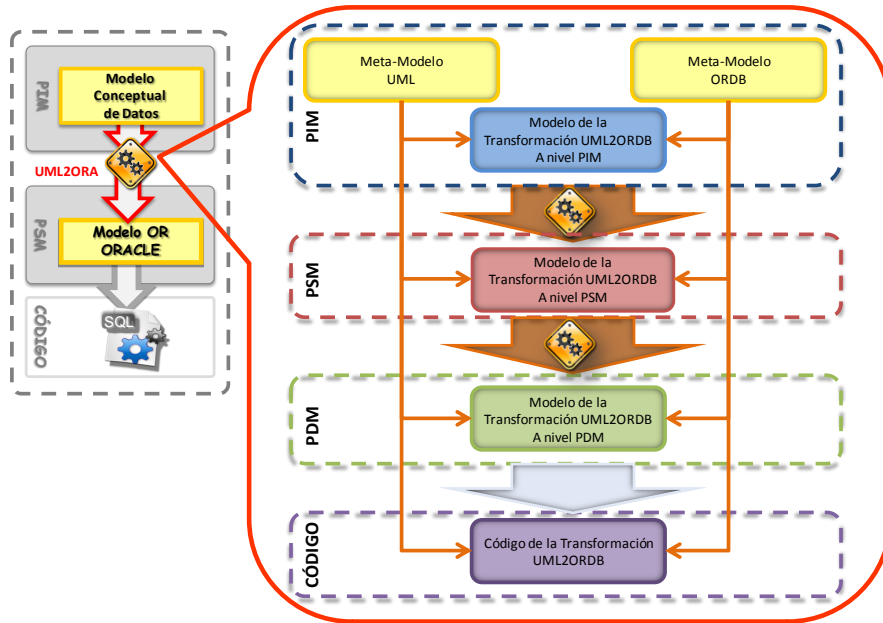 PIM
Modelo
Conceptual
de Datos
UML2ORA
PSM
Modelo OR
ORACLE
CÓDIGO
SQL
Meta-Modelo
UML
Meta-Modelo
ORDB
PIM
Modelo de la
Transformación UML2ORDB
A nivel PIM
PSM
Modelo de la
Transformación UML2ORDB
A nivel PSM
PDM
Modelo de la
Transformación UML2ORDB
A nivel PDM
CÓDIGO
Código de la Transformación
UML2ORDB